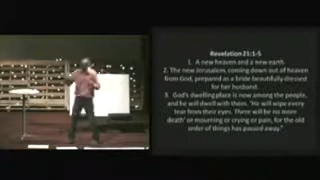 Revelation 21:1-5
1. A new heaven and a new earth
2. The new Jerusalem, coming down out of heaven
from God, prepared as a bride beautifully dressed
for her husband.
3. God's dwelling place is now among the people,
and he will dwell with them. 'He will wipe every
tear from their eyes. There will be no more
death' or mourning or crying or pain, for the old
order of things has passed away."